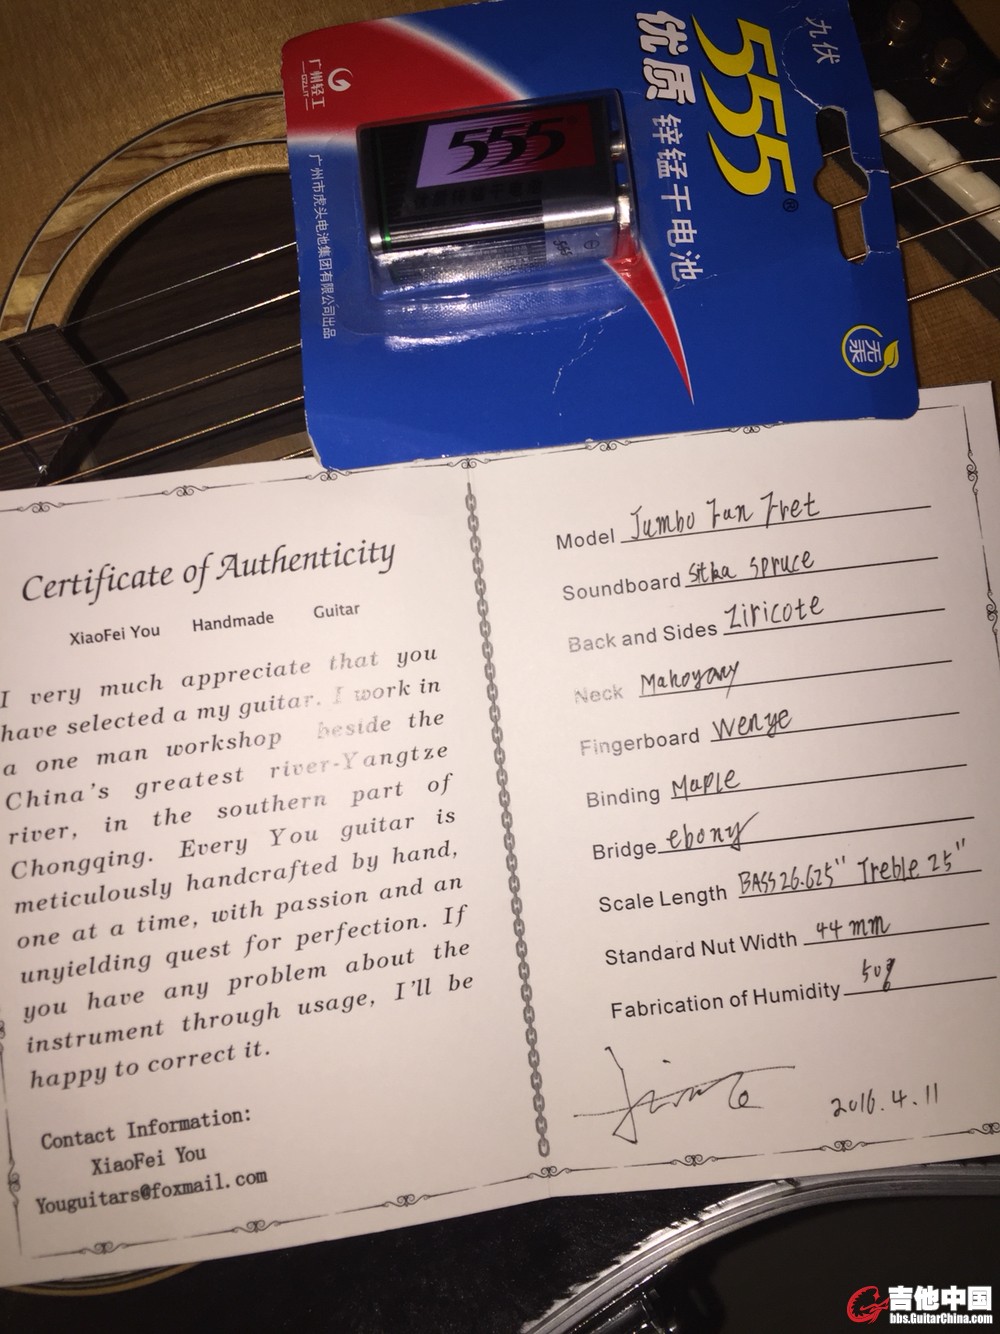 九伏
555®
优质 锌锰干电池
广州轻工
GZLIT
广州市虎头电池集团有限公司出品
555
无汞
Certificate of Authenticity
XiaoFei You Handmade Guitar
I very much appreciate that you
have selected a my guitar. I work in
a one man workshop beside the
China's greatest river-Yangtze
river, in the southern part of
Chongqing. Every You guitar is
meticulously handcrafted by hand,
one at a time, with passion and an
unyielding quest for perfection. If
you have any problem about the
instrument through usage, I'll be
happy to correct it.
Contact Information:
XiaoFei You
Youguitars@foxmail.com
Model Jumbo Fan Fret
Soundboard Sitka Spruce
Back and Sides Ziricote
Neck Mahogany
Fingerboard Wenge
Binding Maple
Bridge ebony
Scale Length BASS 26.625" Treble 25"
Standard Nut Width 44 mm
Fabrication of Humidity 50%
2016.4.11
吉他中国
bbs.GuitarChina.com